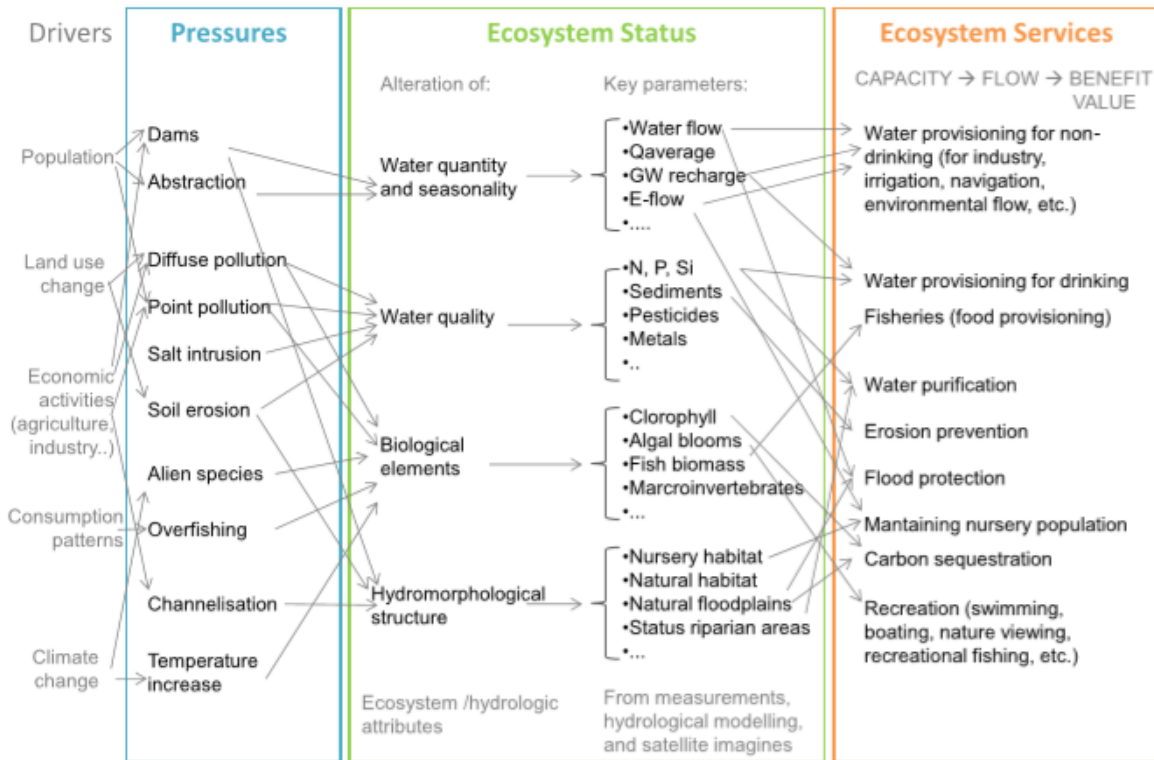 Drivers
Pressures
Ecosystem Status
Ecosystem Services
Alteration of:
Key parameters:
CAPACITY → FLOW → BENEFIT
VALUE
Population
Land use
change
Economic
activities
(agriculture,
industry..)
Consumption
patterns
Climate
change
Dams
Abstraction
Diffuse pollution
Point pollution
Salt intrusion
Soil erosion
Alien species
Overfishing
Channelisation
Temperature
increase
Water quantity
and seasonality
Water quality
Biological
elements
Hydromorphological
structure
Ecosystem /hydrologic
attributes
•Water flow
•Qaverage
•GW recharge
•E-flow
•....
•N, P, Si
•Sediments
•Pesticides
•Metals
•..
•Clorophyll
•Algal blooms
•Fish biomass
•Marcroinvertebrates
•...
•Nursery habitat
•Natural habitat
•Natural floodplains
•Status riparian areas
•...
From measurements,
hydrological modelling,
and satellite imagines
Water provisioning for non-
drinking (for industry,
irrigation, navigation,
environmental flow, etc.)
Water provisioning for drinking
Fisheries (food provisioning)
Water purification
Erosion prevention
Flood protection
Mantaining nursery population
Carbon sequestration
Recreation (swimming,
boating, nature viewing,
recreational fishing, etc.)